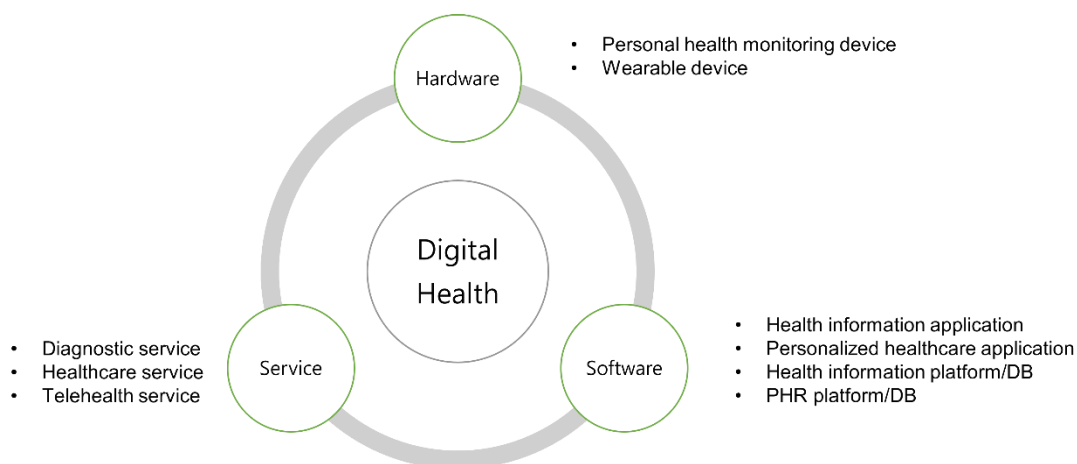 • Personal health monitoring device
• Wearable device
Hardware
Digital
Health
• Diagnostic service
• Healthcare service
• Telehealth service
Service
Software
• Health information application
• Personalized healthcare application
• Health information platform/DB
• PHR platform/DB